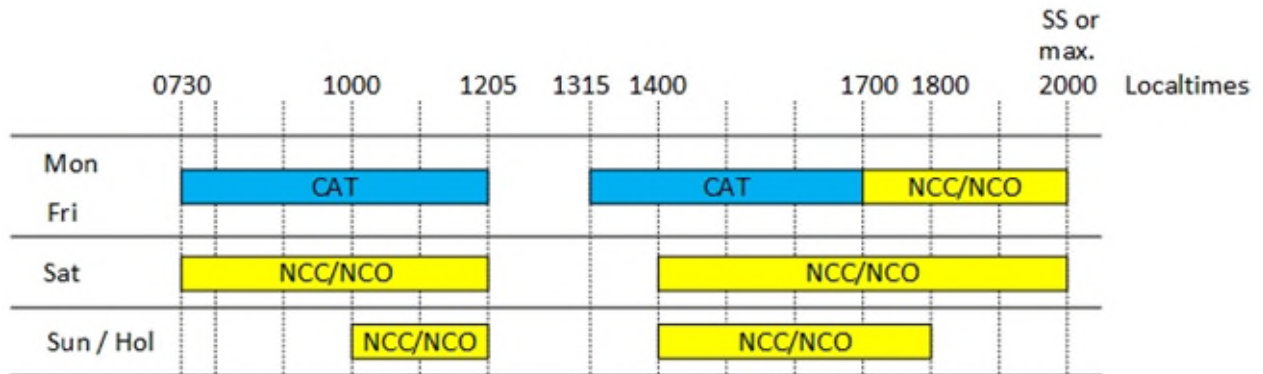 SS or
max.
0730 1000 1205 1315 1400 1700 1800 2000 Localtimes
Mon
CAT CAT NCC/NCO
Fri
Sat NCC/NCO NCC/NCO
Sun / Hol NCC/NCO NCC/NCO